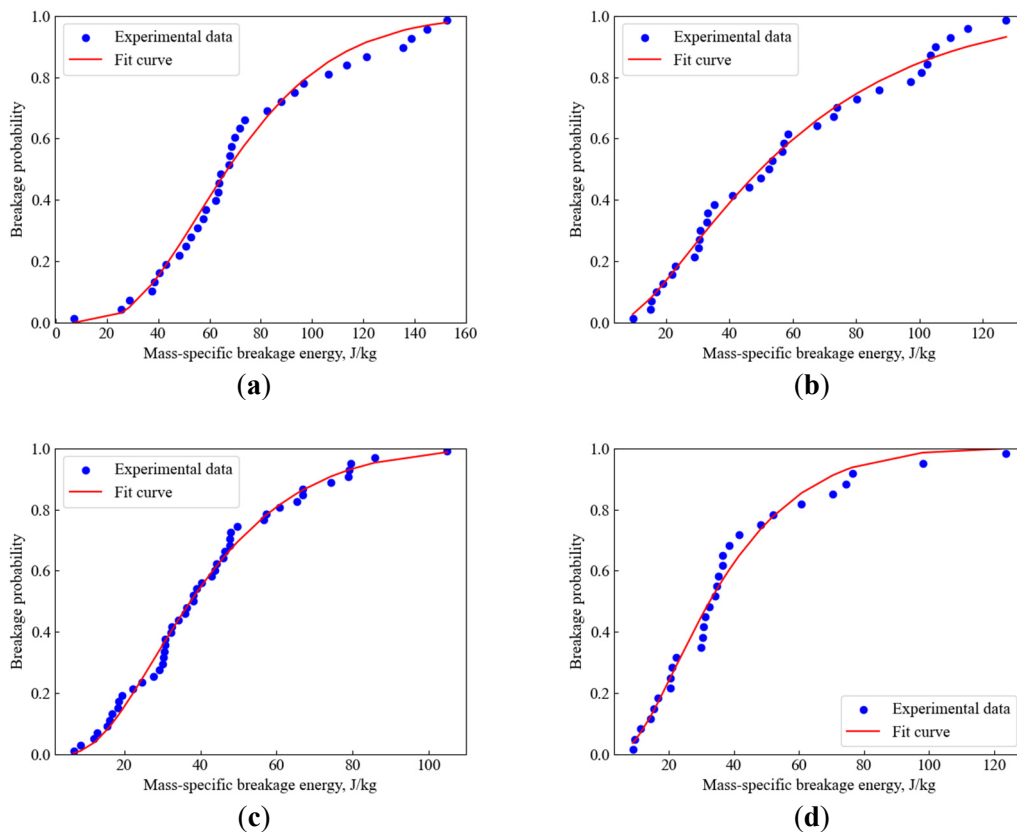 Experimental data
Fit curve
Breakage probability
1.0
0.8
0.6
0.4
0.2
0.0
0 20 40 60 80 100 120 140 160
Mass-specific breakage energy, J/kg
(a)
Experimental data
Fit curve
Breakage probability
1.0
0.8
0.6
0.4
0.2
0.0
20 40 60 80 100 120
Mass-specific breakage energy, J/kg
(b)
Experimental data
Fit curve
Breakage probability
1.0
0.8
0.6
0.4
0.2
0.0
20 40 60 80 100
Mass-specific breakage energy, J/kg
(c)
Breakage probability
1.0
0.8
0.6
0.4
0.2
0.0
Experimental data
Fit curve
20 40 60 80 100 120
Mass-specific breakage energy, J/kg
(d)